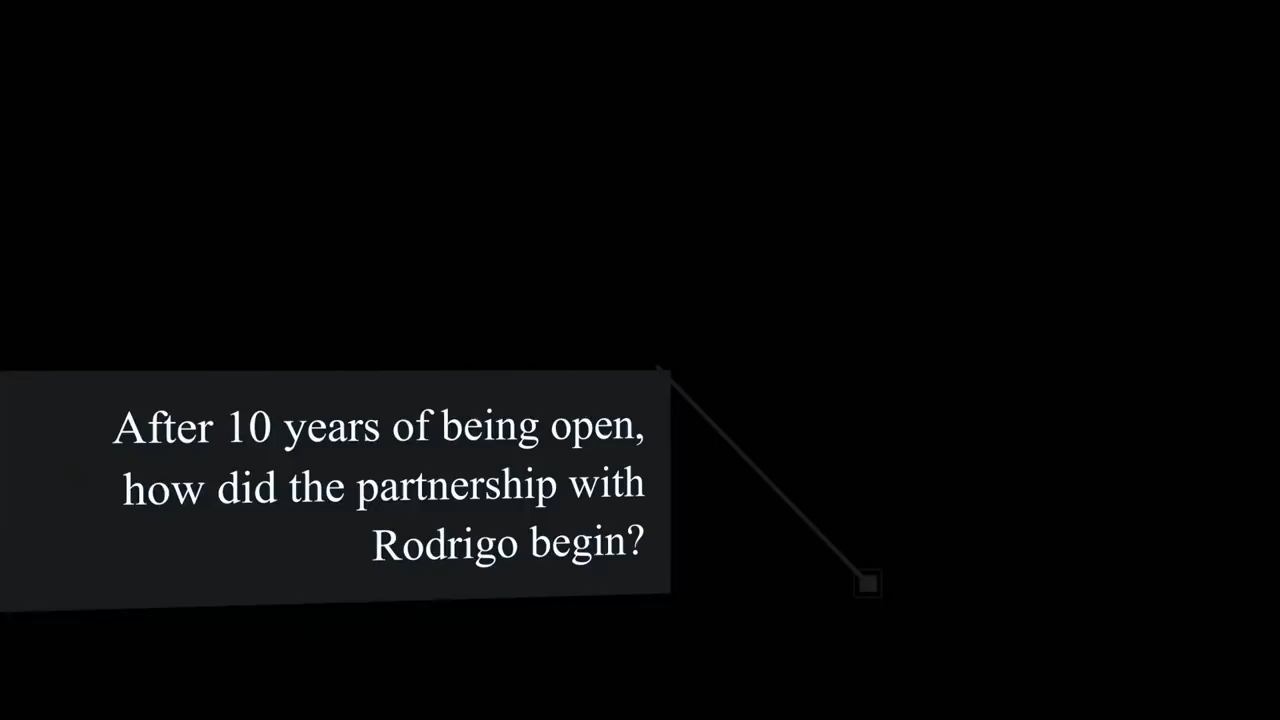 After 10 years of being open,
how did the partnership with
Rodrigo begin?